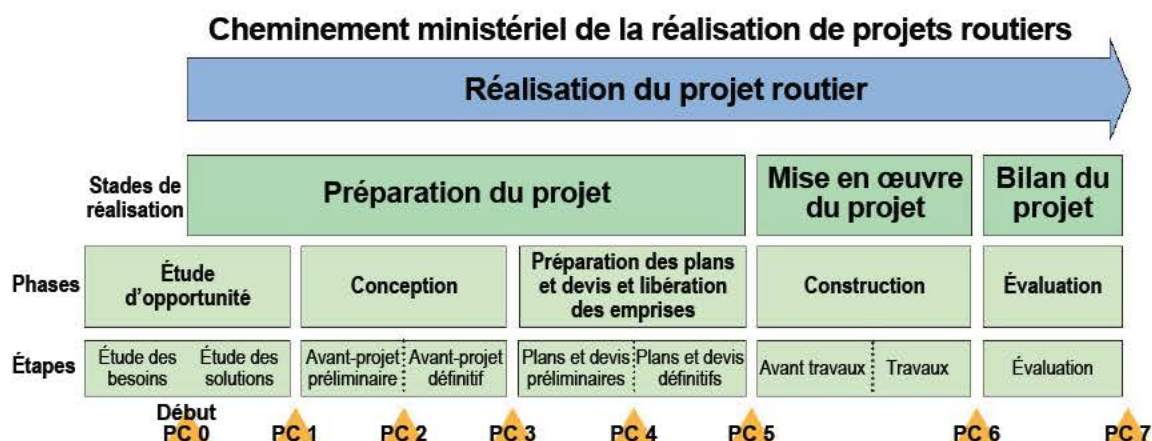 Cheminement ministériel de la réalisation de projets routiers
Réalisation du projet routier
Stades de
réalisation
Préparation du projet
Mise en œuvre
du projet
Bilan du
projet
Phases
Étude
d'opportunité
Conception
Préparation des plans
et devis et libération
des emprises
Construction
Évaluation
Étapes
Étude des
besoins
Étude des
solutions
Avant-projet
préliminaire
Avant-projet
définitif
Plans et devis
préliminaires
Plans et devis
définitifs
Avant travaux
Travaux
Évaluation
Début
PC 0
PC 1
PC 2
PC 3
PC 4
PC 5
PC 6
PC 7